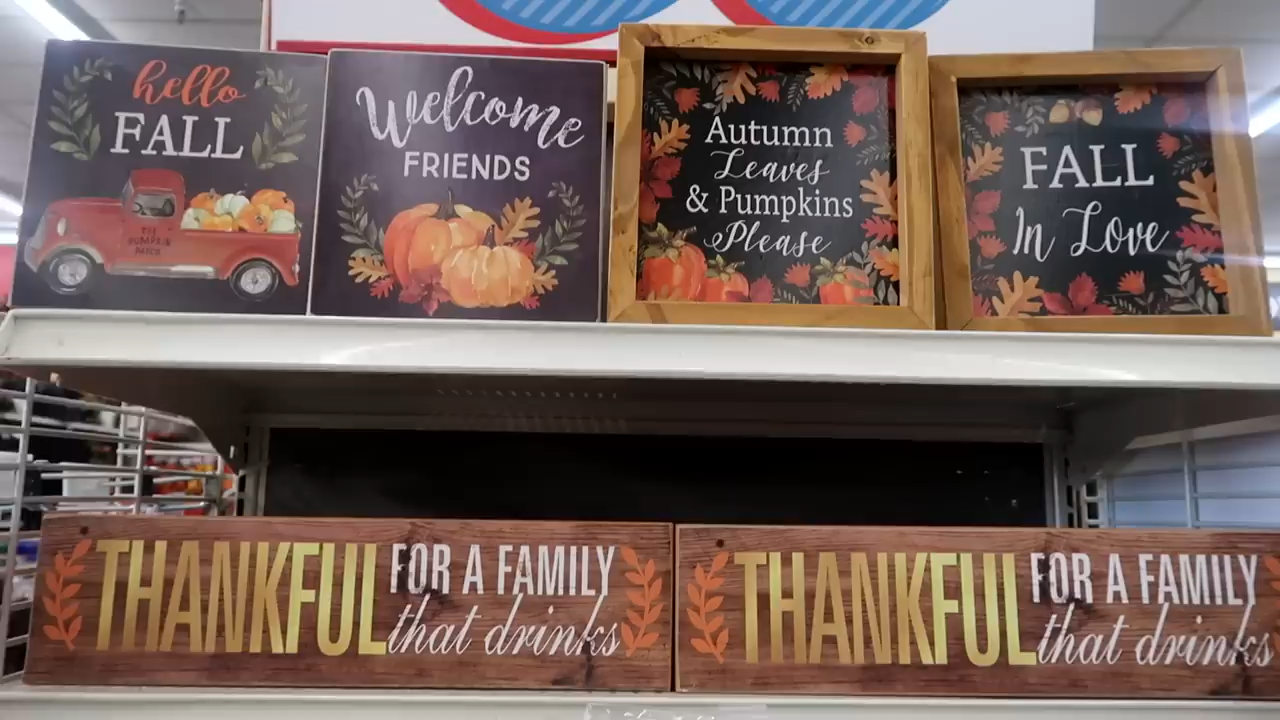 hello
FALL
THE
PUMPKIN
PATCH
Welcome
FRIENDS
Autumn
Leaves
& Pumpkins
Please
FALL
In Love
THANKFUL FOR A FAMILY
that drinks
THANKFUL FOR A FAMILY
that drinks